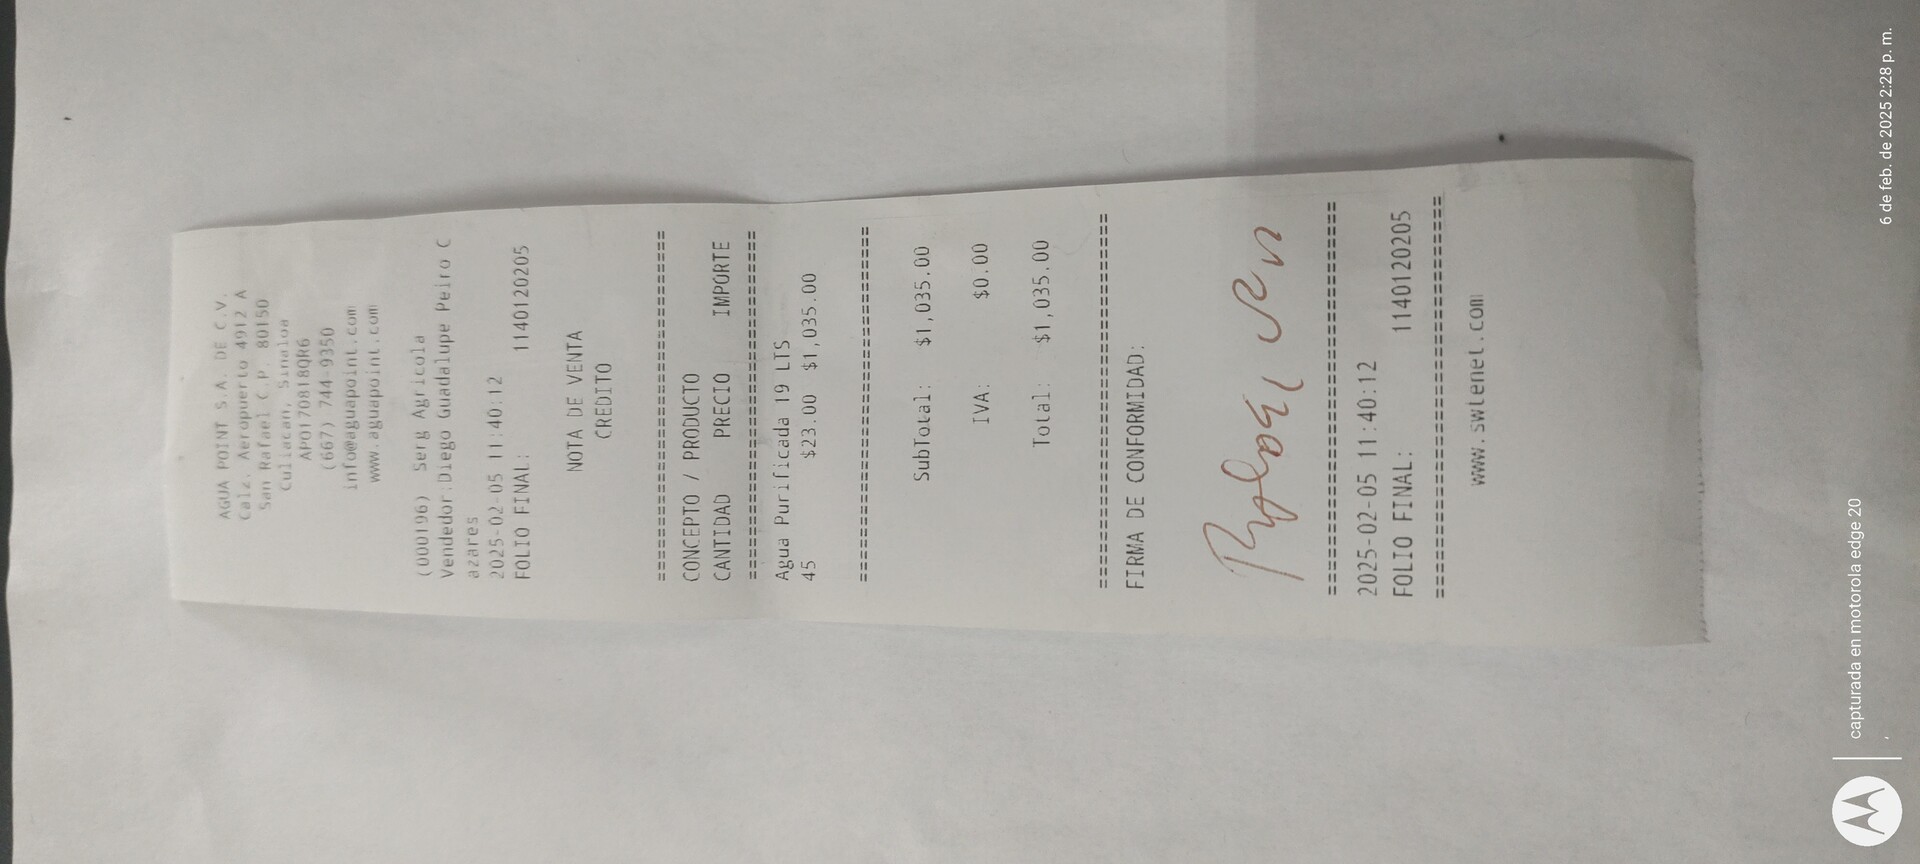 AGUA POINT S.A. DE C.V.
Calz. Aeropuerto 4912 A
San Rafael C.P. 80150
Culiacan, Sinaloa
APO170818QR6
(667) 744-9350
info@aguapoint.com
www.aguapoint.com
(000196) Serg Agricola
Vendedor:Diego Guadalupe Peiro C
azares
2025-02-05 11:40:12
FOLIO FINAL: 1140120205
NOTA DE VENTA
CREDITO
================================
CONCEPTO / PRODUCTO
CANTIDAD PRECIO IMPORTE
================================
Agua Purificada 19 LTS
45 $23.00 $1,035.00
================================
SubTotal: $1,035.00
IVA: $0.00
Total: $1,035.00
================================
FIRMA DE CONFORMIDAD:
================================
2025-02-05 11:40:12
FOLIO FINAL: 1140120205
================================
www.swlenet.com
capturada en motorola edge 20
6 de feb. de 2025 2:28 p. m.